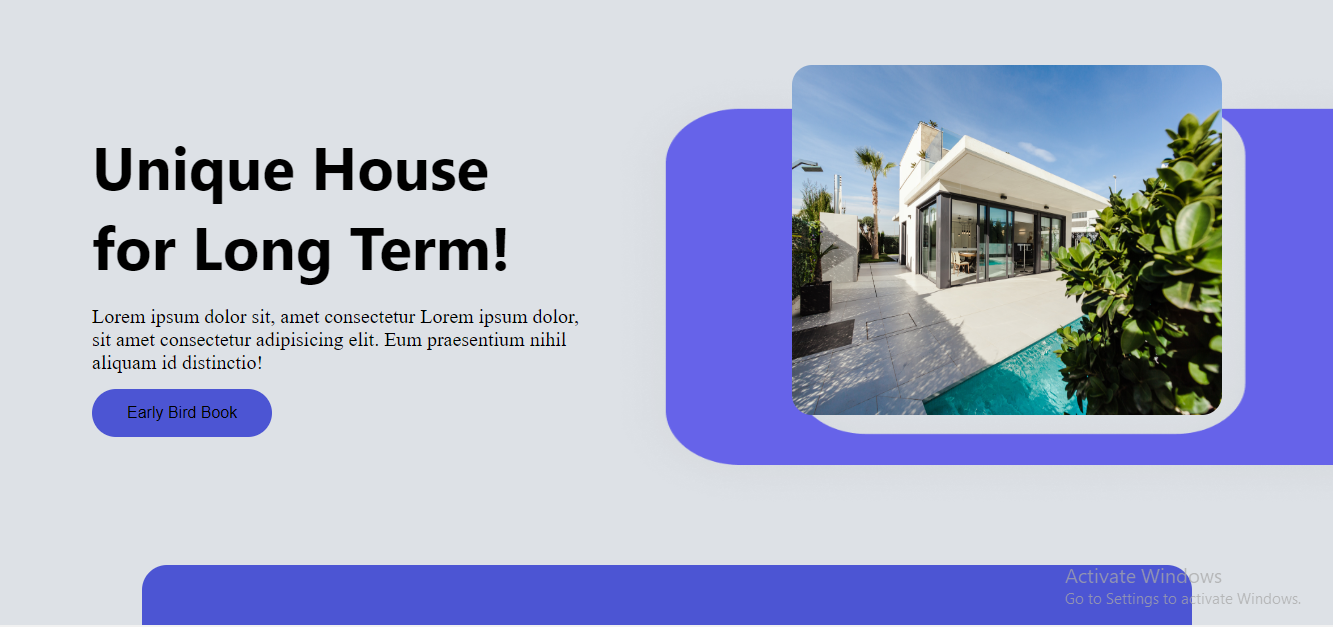 Unique House
for Long Term!
Lorem ipsum dolor sit, amet consectetur Lorem ipsum dolor,
sit amet consectetur adipisicing elit. Eum praesentium nihil
aliquam id distinctio!
Early Bird Book
Activate Windows
Go to Settings to activate Windows.